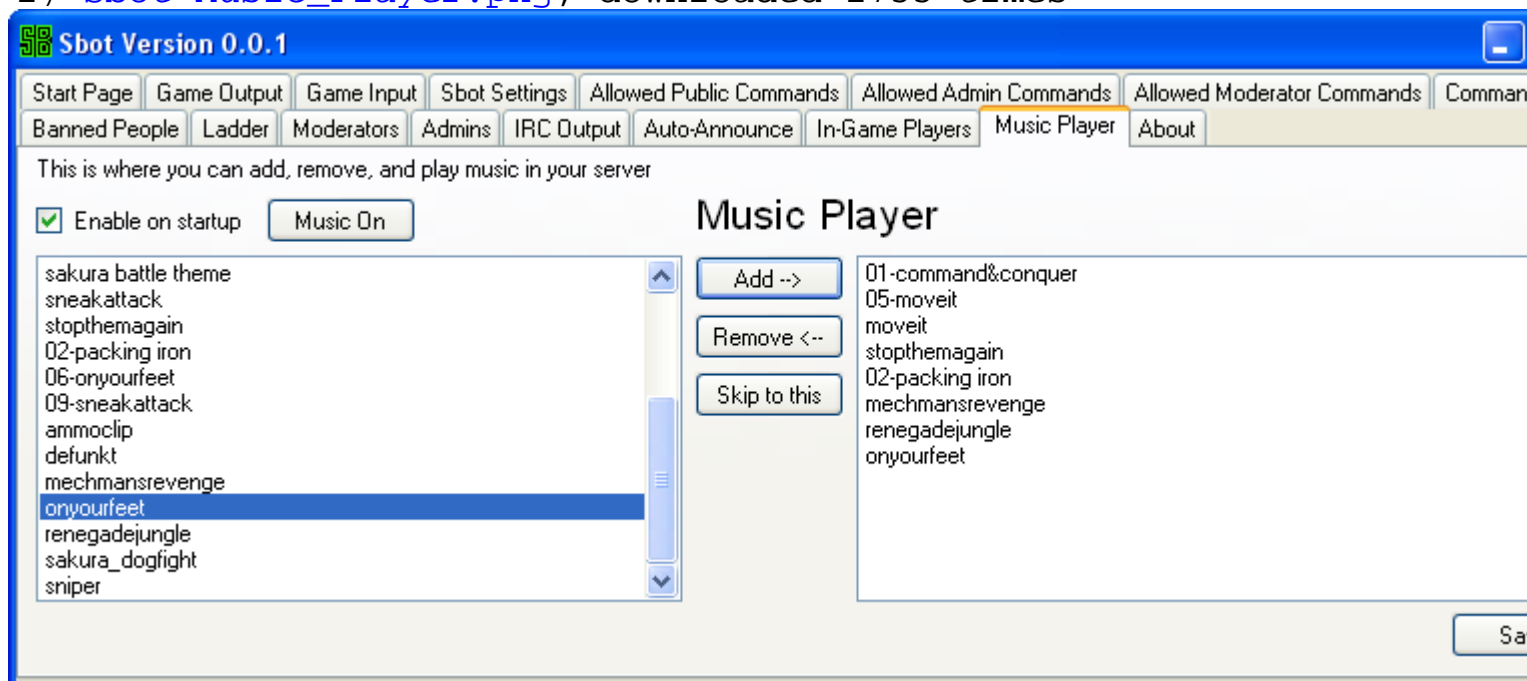 Sbot Version 0.0.1
Start Page Game Output Game Input Sbot Settings Allowed Public Commands Allowed Admin Commands Allowed Moderator Commands Comman
Banned People Ladder Moderators Admins IRC Output Auto-Announce In-Game Players Music Player About
This is where you can add, remove, and play music in your server
Enable on startup Music On Music Player
sakura battle theme
sneakattack
stopthemagain
02-packing iron
06-onyourfeet
09-sneakattack
ammoclip
defunkt
mechmansrevenge
onyourfeet
renegadejungle
sakura_dogfight
sniper
Add -->
Remove <--
Skip to this
01-command&conquer
05-moveit
moveit
stopthemagain
02-packing iron
mechmansrevenge
renegadejungle
onyourfeet
Sa